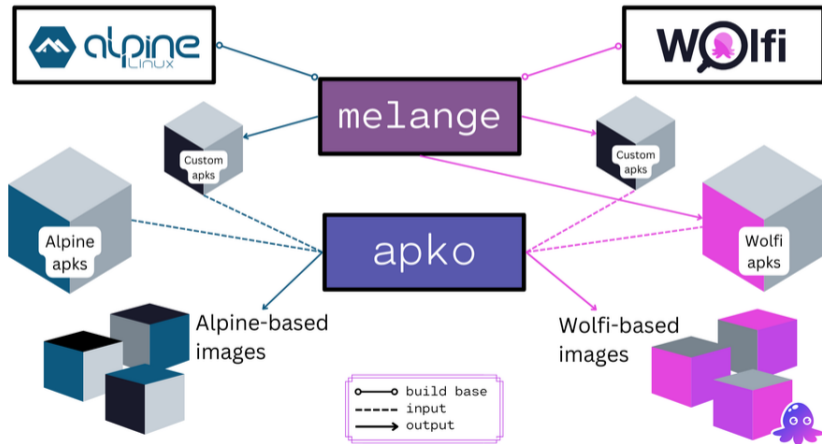 alpine
LINUX
Wolfi
melange
Custom
apks
Custom
apks
Alpine
apks
apko
Wolfi
apks
Alpine-based
images
Wolfi-based
images
build base
input
output